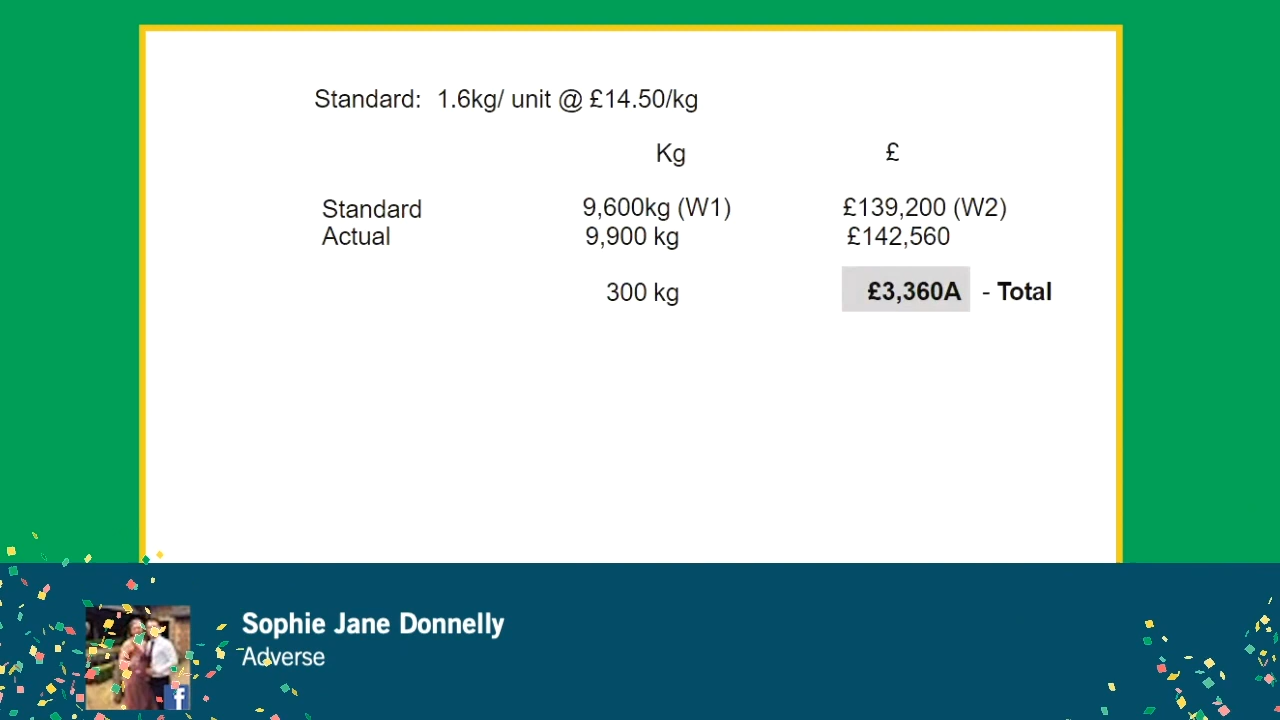 Standard: 1.6kg/ unit @ £14.50/kg
Kg £
Standard 9,600kg (W1) £139,200 (W2)
Actual 9,900 kg £142,560
300 kg £3,360A - Total
Sophie Jane Donnelly
Adverse
f